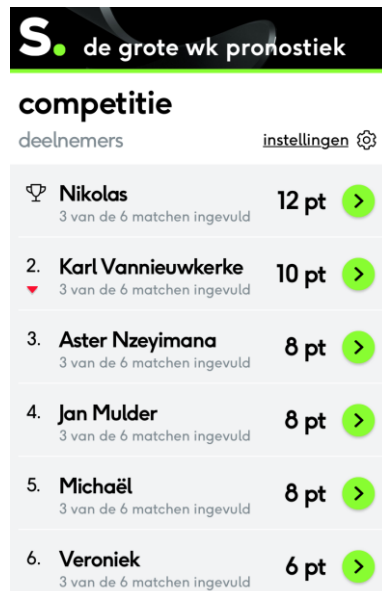 S.
de grote wk pronostiek
competitie
deelnemers instellingen
Nikolas 12 pt
3 van de 6 matchen ingevuld
2. Karl Vannieuwkerke 10 pt
3 van de 6 matchen ingevuld
3. Aster Nzeyimana 8 pt
3 van de 6 matchen ingevuld
4. Jan Mulder 8 pt
3 van de 6 matchen ingevuld
5. Michaël 8 pt
3 van de 6 matchen ingevuld
6. Veroniek 6 pt
3 van de 6 matchen ingevuld